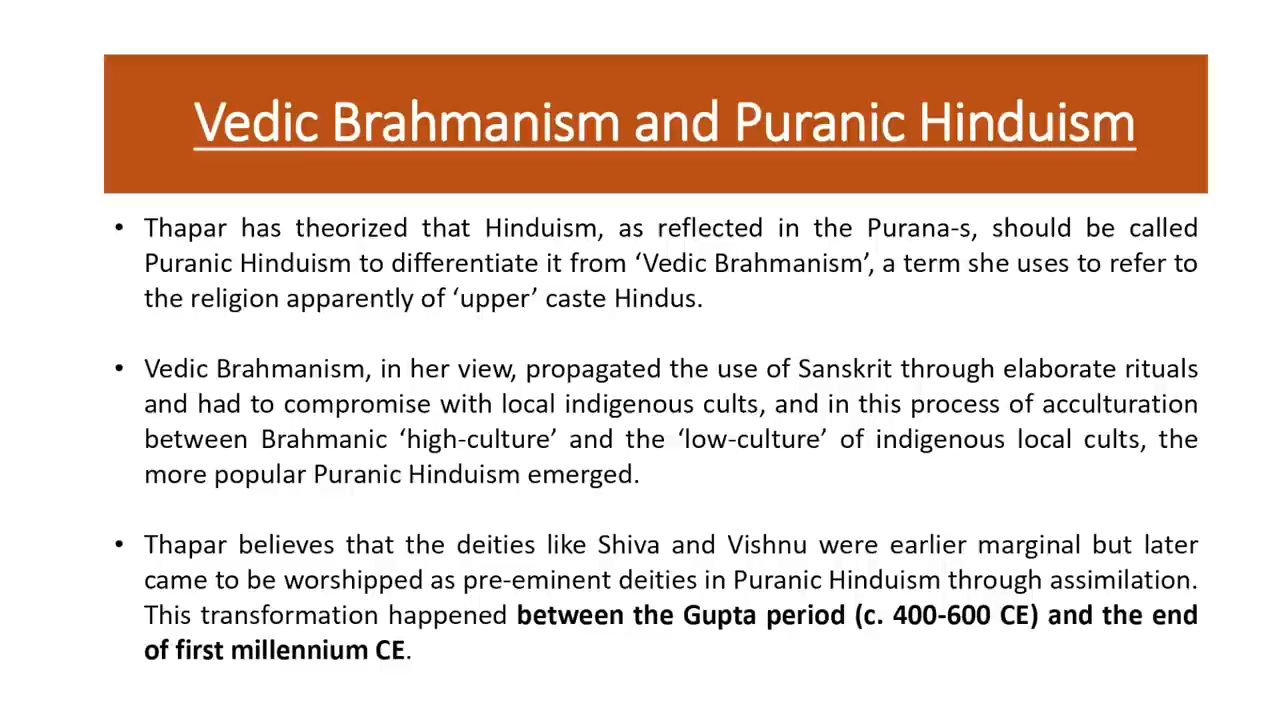 Vedic Brahmanism and Puranic Hinduism
• Thapar has theorized that Hinduism, as reflected in the Purana-s, should be called
Puranic Hinduism to differentiate it from ‘Vedic Brahmanism’, a term she uses to refer to
the religion apparently of ‘upper’ caste Hindus.
• Vedic Brahmanism, in her view, propagated the use of Sanskrit through elaborate rituals
and had to compromise with local indigenous cults, and in this process of acculturation
between Brahmanic ‘high-culture’ and the ‘low-culture’ of indigenous local cults, the
more popular Puranic Hinduism emerged.
• Thapar believes that the deities like Shiva and Vishnu were earlier marginal but later
came to be worshipped as pre-eminent deities in Puranic Hinduism through assimilation.
This transformation happened between the Gupta period (c. 400-600 CE) and the end
of first millennium CE.